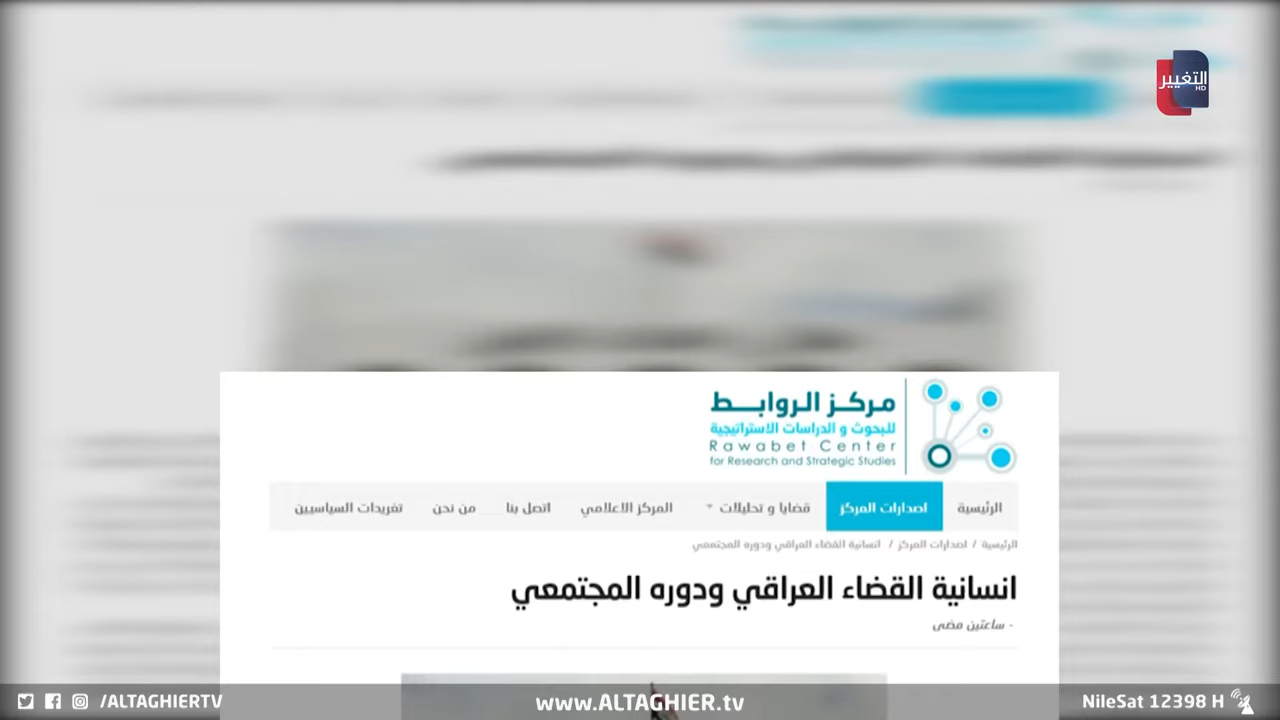 التغيير
HD
مركز الروابط
للبحوث و الدراسات الاستراتيجية
Rawabet Center
for Research and Strategic Studies
الرئيسية اصدارات المركز قضايا و تحليلات المركز الاعلامي اتصل بنا من نحن تغريدات السياسيين
الرئيسية / اصدارات المركز / انسانية القضاء العراقي ودوره المجتمعي
انسانية القضاء العراقي ودوره المجتمعي
- ساعتين مضى
/ALTAGHIERTV www.ALTAGHIER.tv NileSat 12398 H